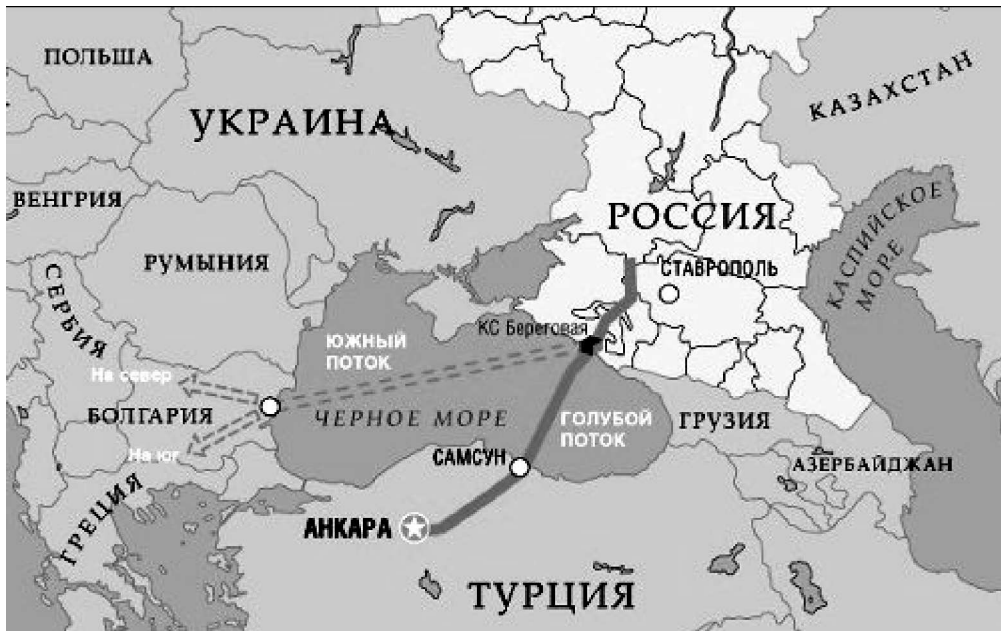 ПОЛЬША
УКРАИНА
КАЗАХСТАН
ВЕНГРИЯ
РОССИЯ
КАСПИЙСКОЕ
МОРЕ
РУМЫНИЯ
СТАВРОПОЛЬ
СЕРБИЯ
КС Береговая
ЮЖНЫЙ
ПОТОК
На север
БОЛГАРИЯ
ЧЕРНОЕ МОРЕ
ГОЛУБОЙ
ПОТОК
ГРУЗИЯ
На юг
САМСУН
АЗЕРБАЙДЖАН
ГРЕЦИЯ
АНКАРА
ТУРЦИЯ